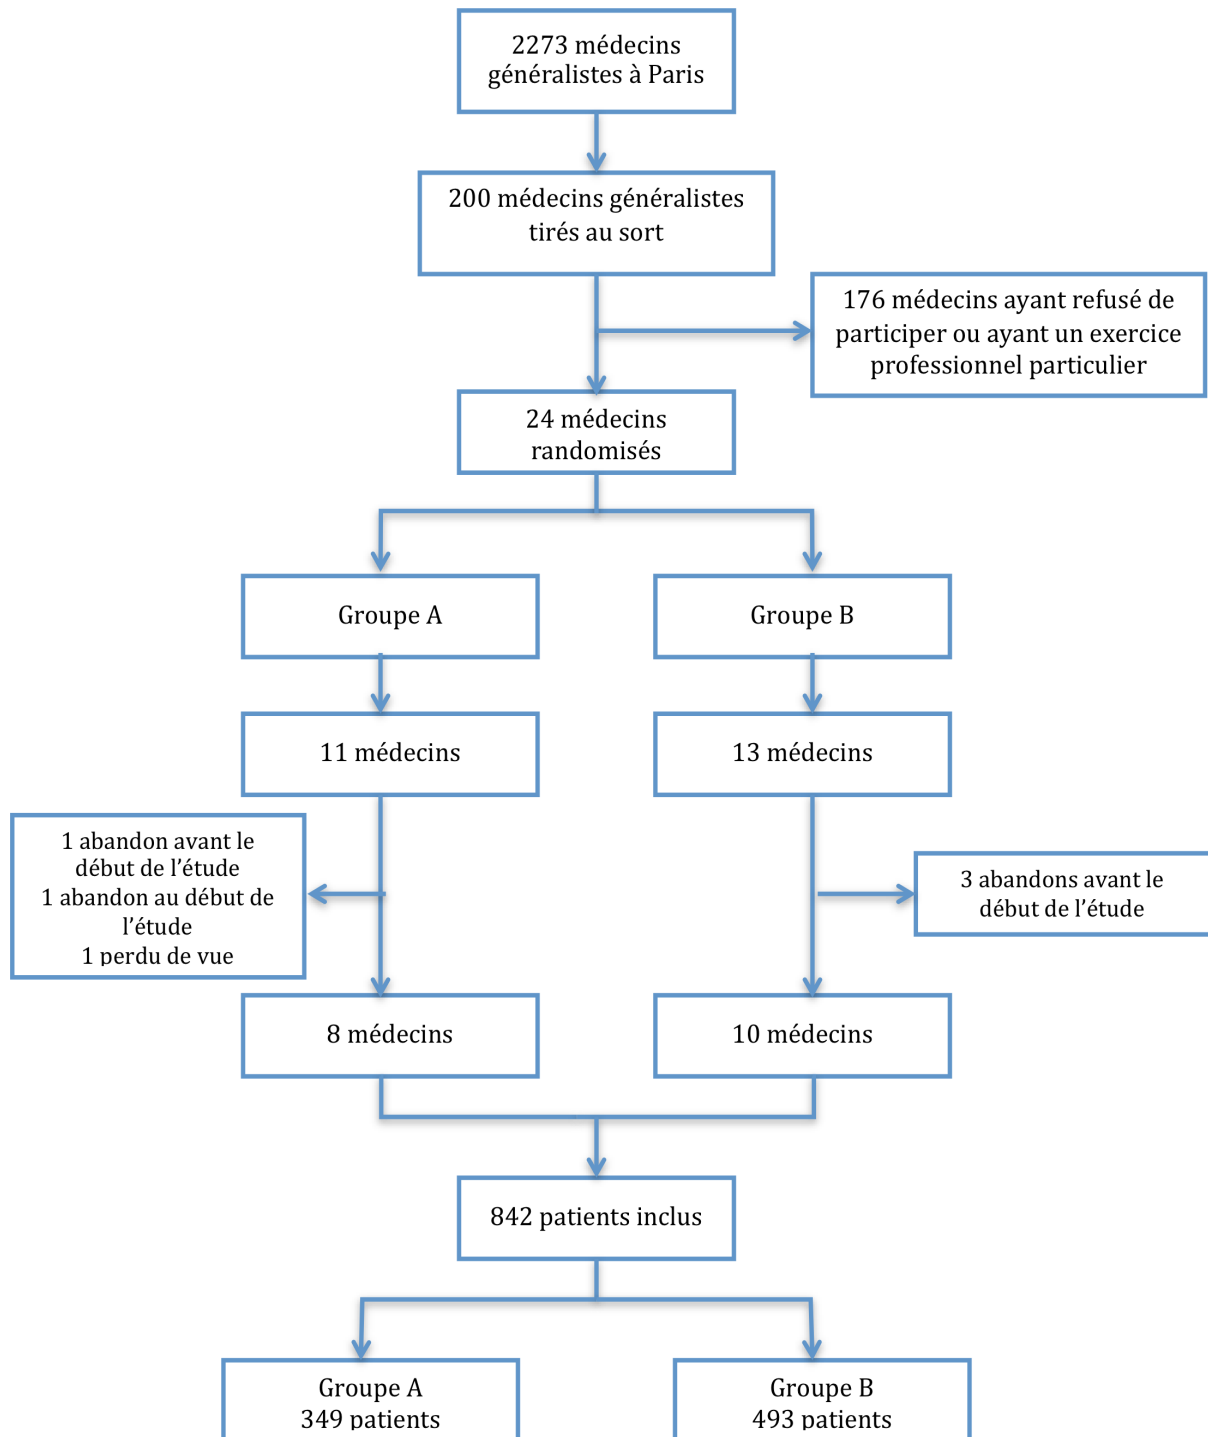 2273 médecins
généralistes à Paris
200 médecins généralistes
tirés au sort
176 médecins ayant refusé de
participer ou ayant un exercice
professionnel particulier
24 médecins
randomisés
Groupe A
Groupe B
11 médecins
13 médecins
1 abandon avant le
début de l’étude
1 abandon au début de
l’étude
1 perdu de vue
3 abandons avant le
début de l’étude
8 médecins
10 médecins
842 patients inclus
Groupe A
349 patients
Groupe B
493 patients